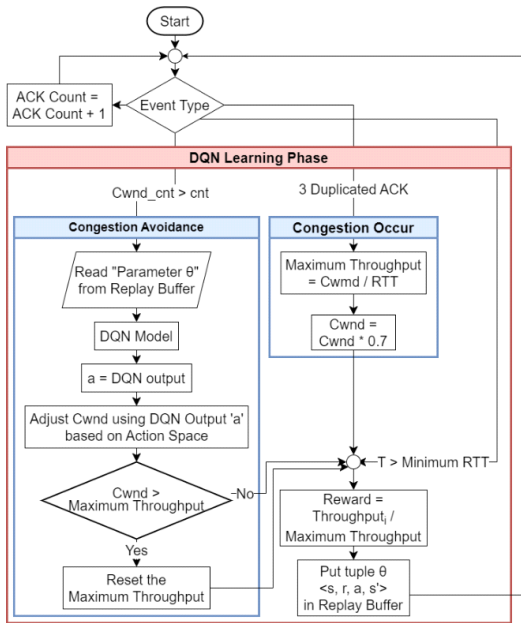 Start
Event Type
ACK Count =
ACK Count + 1
DQN Learning Phase
Cwnd_cnt > cnt
3 Duplicated ACK
Congestion Avoidance
Read "Parameter θ"
from Replay Buffer
DQN Model
a = DQN output
Adjust Cwnd using DQN Output 'a'
based on Action Space
Cwnd >
Maximum Throughput
No
Yes
Reset the
Maximum Throughput
Congestion Occur
Maximum Throughput
= Cwmd / RTT
Cwnd =
Cwnd * 0.7
T > Minimum RTT
Reward =
Throughputᵢ /
Maximum Throughput
Put tuple θ
<s, r, a, s'>
in Replay Buffer